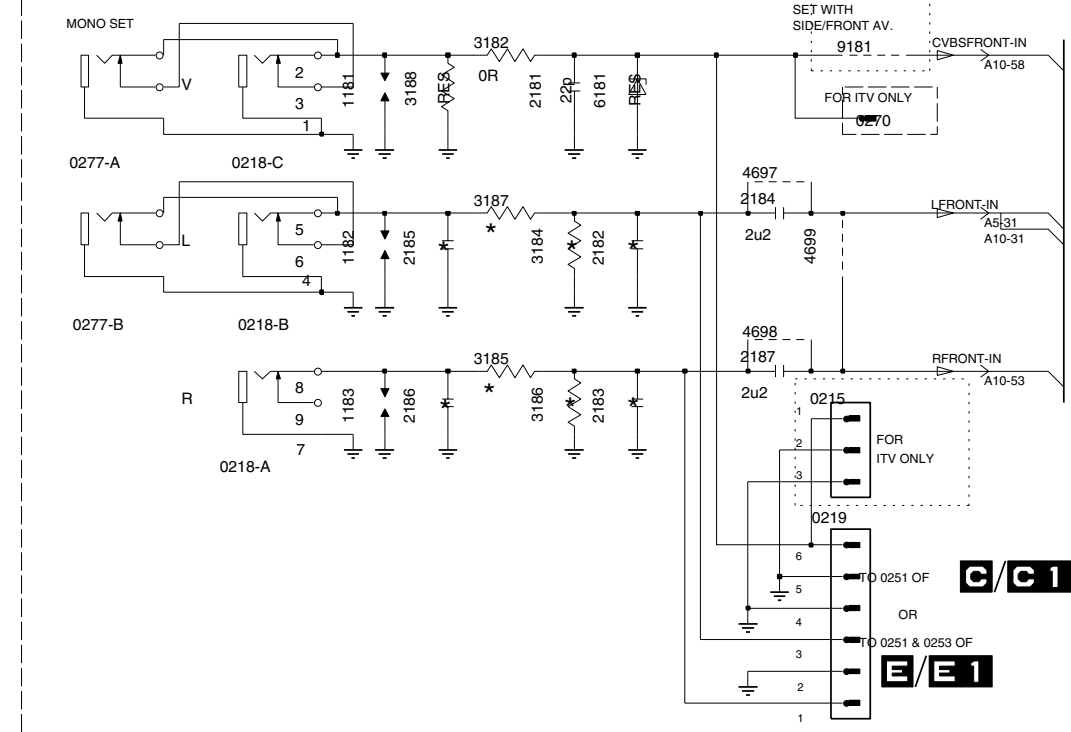 MONO SET
SET WITH
SIDE/FRONT AV.
3182
9181
CVBSFRONT-IN
A10-58
0R
V
2
3
1
1181
3188
RES
2181
22p
6181
RES
FOR ITV ONLY
0270
0277-A
0218-C
4697
3187
2184
LFRONT-IN
A5-31
A10-31
*
2u2
L
5
6
4
1182
2185
*
3184
*
2182
*
4699
0277-B
0218-B
4698
3185
2187
RFRONT-IN
A10-53
*
2u2
R
8
9
7
1183
2186
*
3186
*
2183
*
0218-A
0215
1
2
3
FOR
ITV ONLY
0219
6
TO 0251 OF
C/C1
5
OR
4
TO 0251 & 0253 OF
3
E/E1
2
1